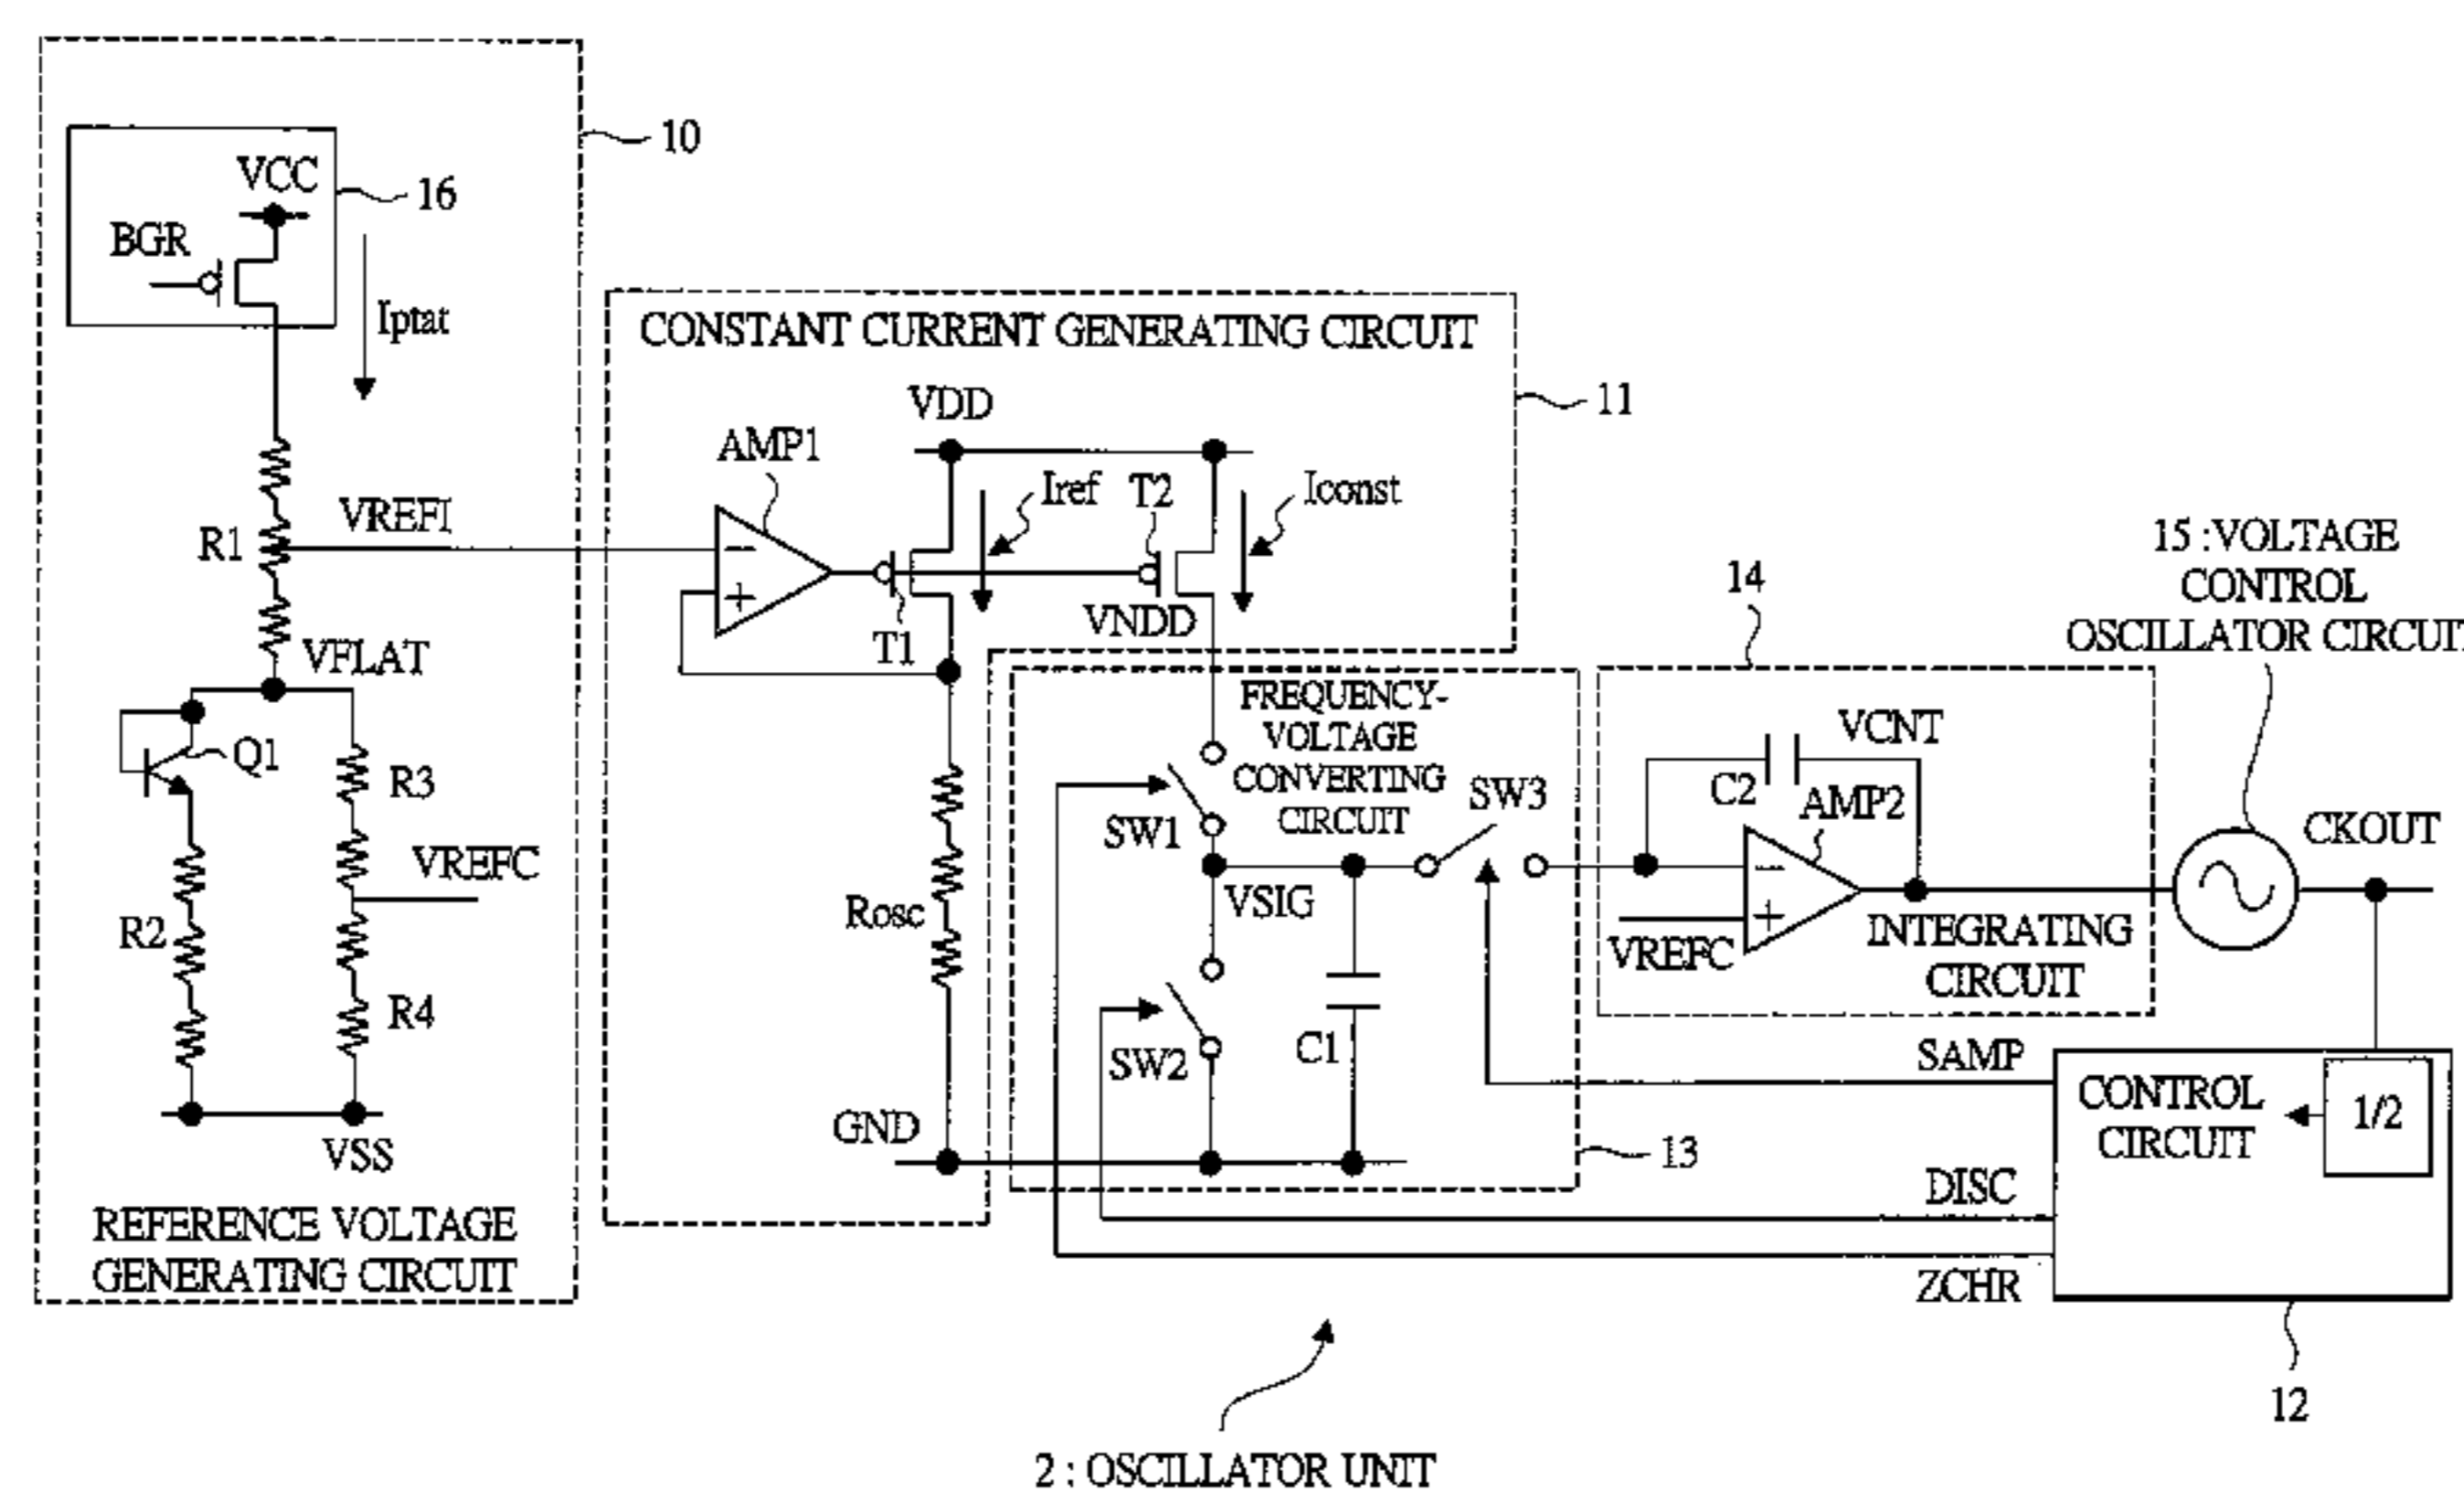 10
VCC
16
BGR
Iptat
CONSTANT CURRENT GENERATING CIRCUIT
11
VDD
AMP1
Iref
T2
Iconst
VREFI
R1
T1
VNDD
15 : VOLTAGE
CONTROL
OSCILLATOR CIRCUIT
14
VFLAT
FREQUENCY-
VOLTAGE
CONVERTING
CIRCUIT
Q1
R3
SW1
SW3
VCNT
C2
AMP2
CKOUT
VREFC
R2
Rosc
VSIG
VREFC
INTEGRATING
CIRCUIT
R4
SW2
C1
SAMP
CONTROL
CIRCUIT
1/2
GND
VSS
13
DISC
REFERENCE VOLTAGE
GENERATING CIRCUIT
ZCHR
12
2 : OSCILLATOR UNIT
-
+
-
+